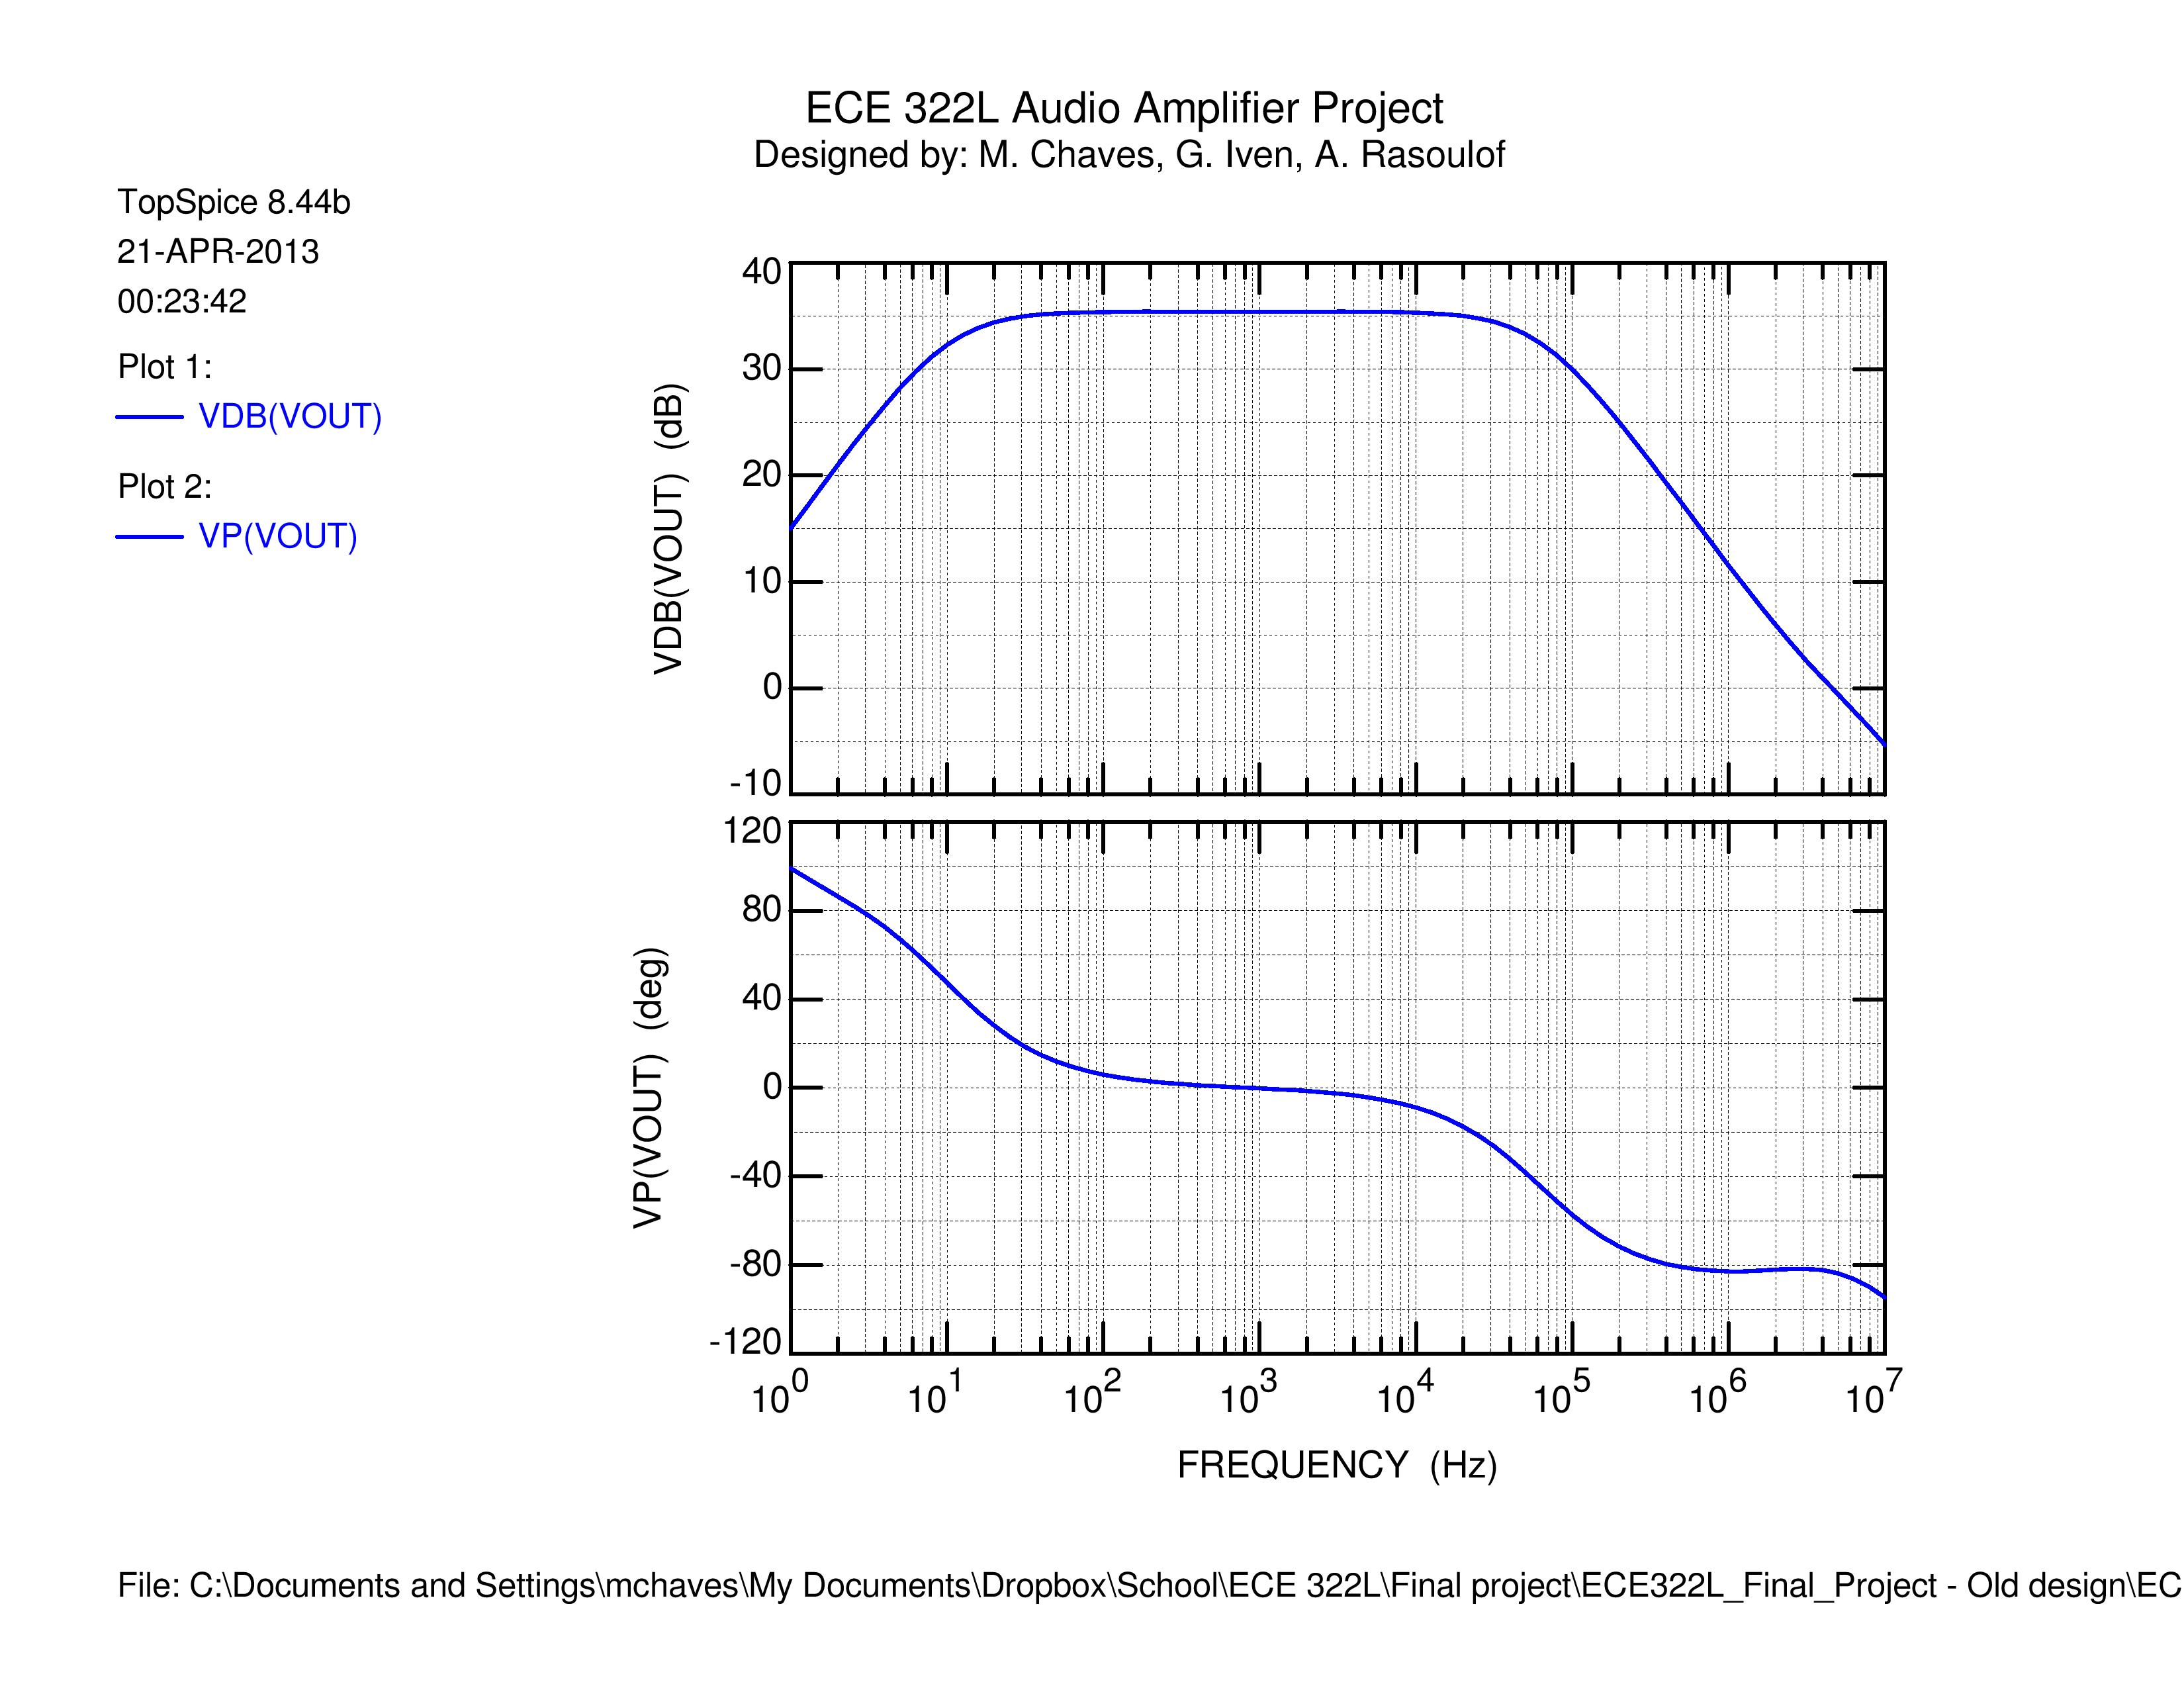 ECE 322L Audio Amplifier Project
Designed by: M. Chaves, G. Iven, A. Rasoulof
TopSpice 8.44b
21-APR-2013
00:23:42
Plot 1:
VDB(VOUT)
Plot 2:
VP(VOUT)
VDB(VOUT) (dB)
40
30
20
10
0
-10
VP(VOUT) (deg)
120
80
40
0
-40
-80
-120
10^0 10^1 10^2 10^3 10^4 10^5 10^6 10^7
FREQUENCY (Hz)
File: C:\Documents and Settings\mchaves\My Documents\Dropbox\School\ECE 322L\Final project\ECE322L_Final_Project - Old design\EC